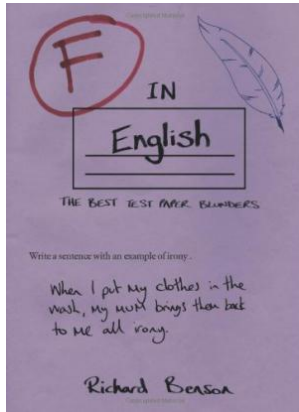 F
IN
English
THE BEST TEST PAPER BLUNDERS
Write a sentence with an example of irony.
When I put my clothes in the
wash, my mum brings them back
to me all irony.
Richard Benson